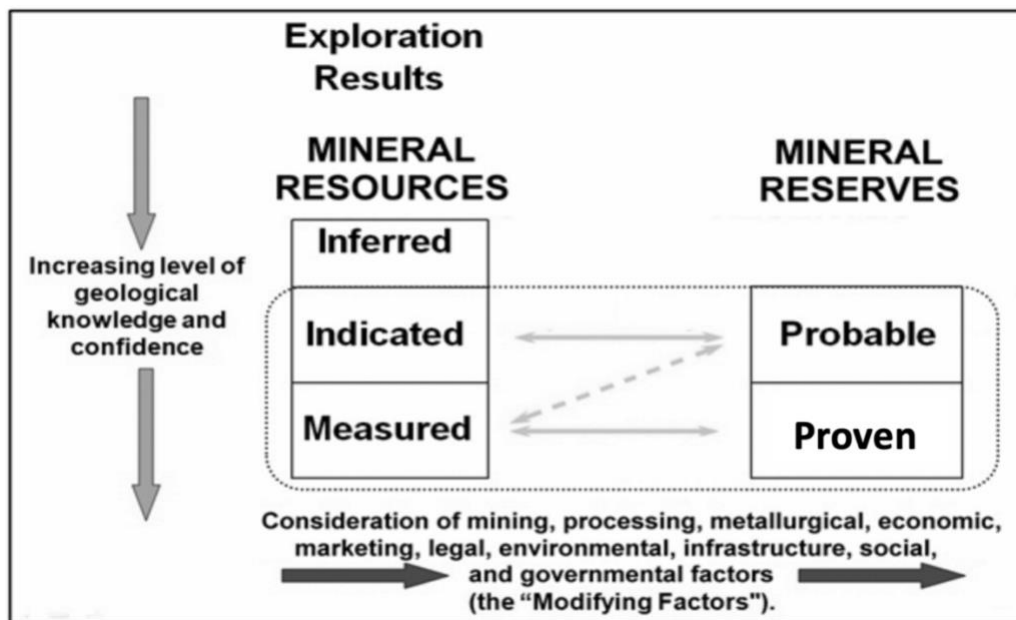 Exploration
Results
MINERAL
RESOURCES
MINERAL
RESERVES
Inferred
Increasing level of
geological
knowledge and
confidence
Indicated
Probable
Measured
Proven
Consideration of mining, processing, metallurgical, economic,
marketing, legal, environmental, infrastructure, social,
and governmental factors
(the “Modifying Factors").